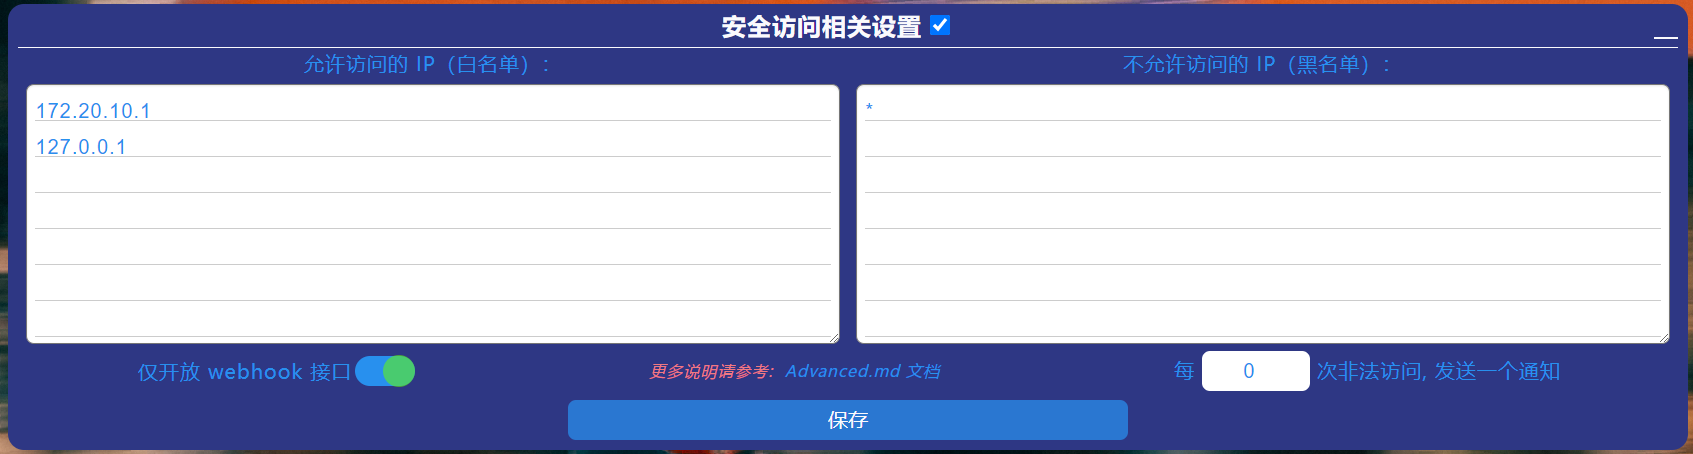 安全访问相关设置
允许访问的 IP（白名单）：
不允许访问的 IP（黑名单）：
172.20.10.1
127.0.0.1
*
仅开放 webhook 接口
更多说明请参考：Advanced.md 文档
每 0 次非法访问, 发送一个通知
保存